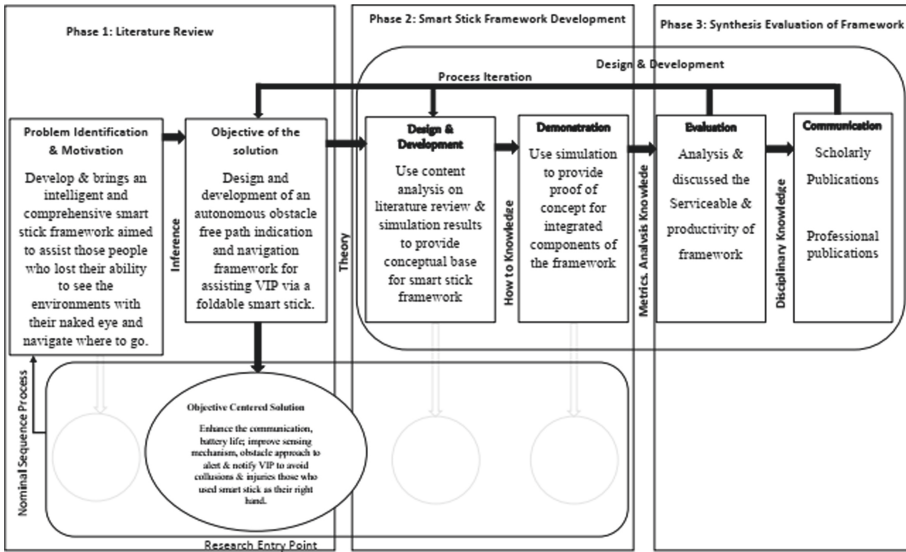 Phase 1: Literature Review
Phase 2: Smart Stick Framework Development
Phase 3: Synthesis Evaluation of Framework
Design & Development
Process Iteration
Problem Identification
& Motivation
Develop & brings an
intelligent and
comprehensive smart
stick framework aimed
to assist those people
who lost their ability
to see the
environments with
their naked eye and
navigate where to go.
Inference
Objective of the
solution
Design and
development of an
autonomous obstacle
free path indication
and navigation
framework for
assisting VIP via a
foldable smart stick.
Theory
Design &
Development
Use content
analysis on
literature review &
simulation results
to provide
conceptual base
for smart stick
framework
How to Knowledge
Demonstration
Use simulation
to provide
proof of
concept for
integrated
components of
the framework
Metrics, Analysis Knowlede
Evaluation
Analysis &
discussed the
Serviceable &
productivity of
framework
Disciplinary Knowledge
Communication
Scholarly
Publications
Professional
publications
Nominal Sequence Process
Objective Centered Solution
Enhance the communication,
battery life; improve sensing
mechanism, obstacle approach to
alert & notify VIP to avoid
collusions & injuries those who
used smart stick as their right
hand.
Research Entry Point